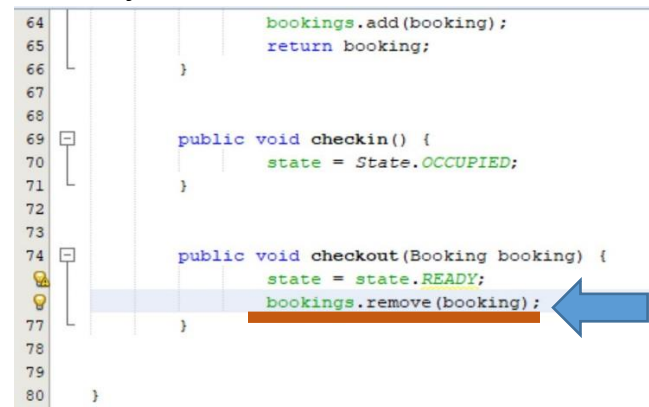 64 bookings.add(booking);
65 return booking;
66 }
67
68
69 public void checkin() {
70 state = State.OCCUPIED;
71 }
72
73
74 public void checkout(Booking booking) {
state = state.READY;
bookings.remove(booking);
77 }
78
79
80 }